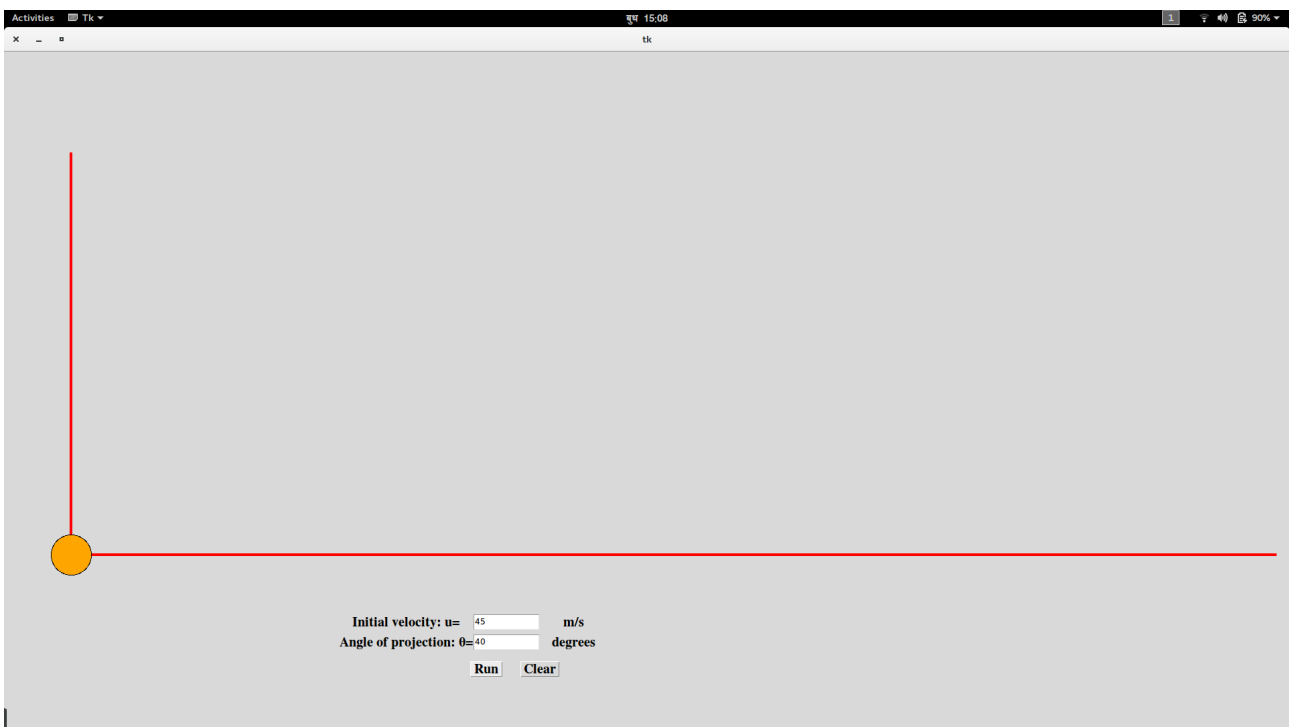 Activities Tk बुध 15:08 1 90%
tk
Initial velocity: u= 45 m/s
Angle of projection: θ= 40 degrees
Run Clear